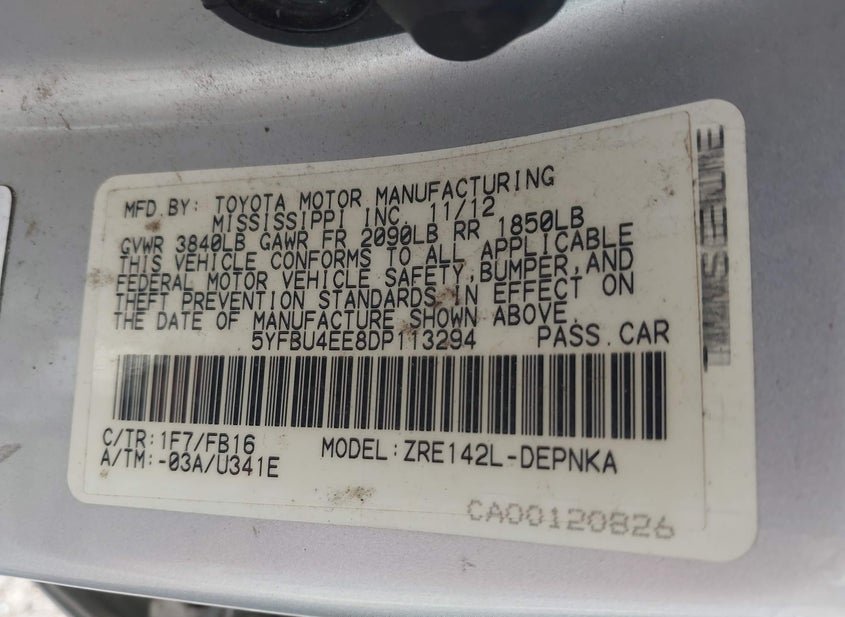 MFD.BY: TOYOTA MOTOR MANUFACTURING
MISSISSIPPI INC. 11/12
GVWR 3840LB GAWR FR 2090LB RR 1850LB
THIS VEHICLE CONFORMS TO ALL APPLICABLE
FEDERAL MOTOR VEHICLE SAFETY,BUMPER,AND
THEFT PREVENTION STANDARDS IN EFFECT ON
THE DATE OF MANUFACTURE SHOWN ABOVE.
5YFBU4EE8DP113294 PASS.CAR
C/TR:1F7/FB16 MODEL:ZRE142L-DEPNKA
A/TM:-03A/U341E
CA00120826